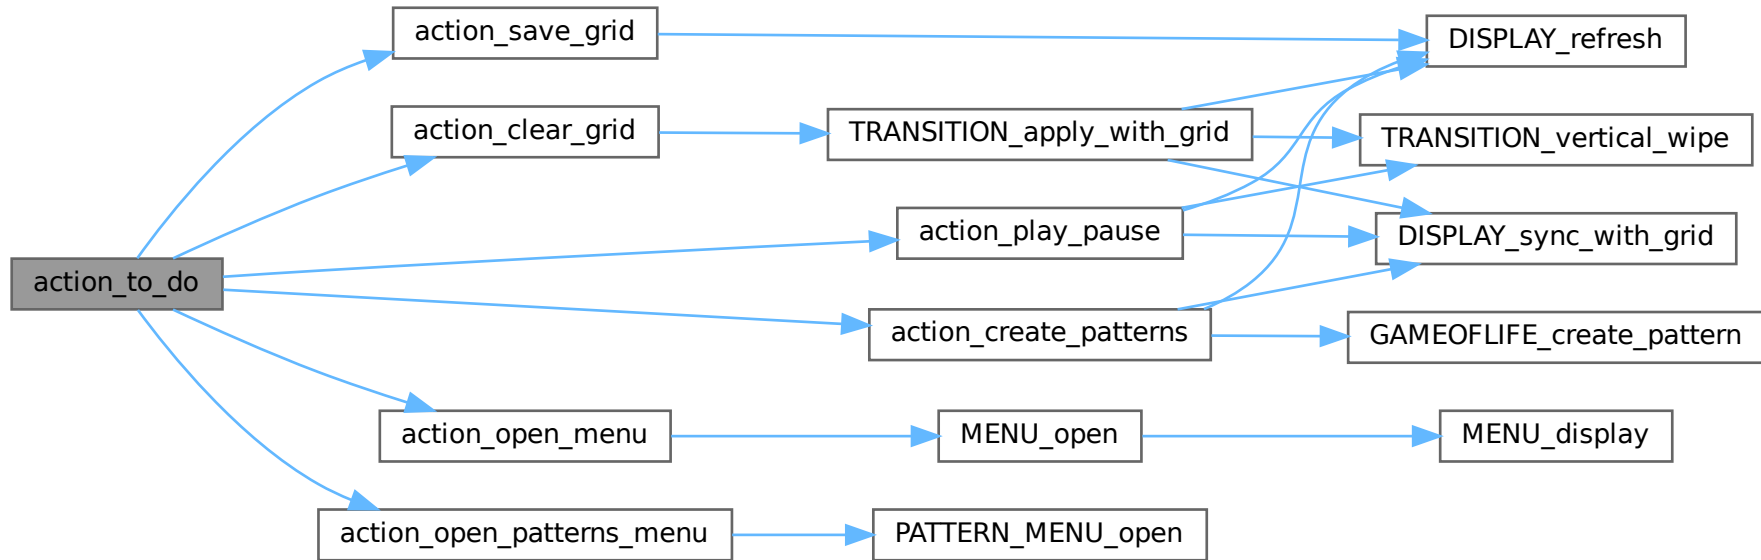 action_save_grid
DISPLAY_refresh
action_clear_grid
TRANSITION_apply_with_grid
TRANSITION_vertical_wipe
action_play_pause
DISPLAY_sync_with_grid
action_to_do
action_create_patterns
GAMEOFLIFE_create_pattern
action_open_menu
MENU_open
MENU_display
action_open_patterns_menu
PATTERN_MENU_open